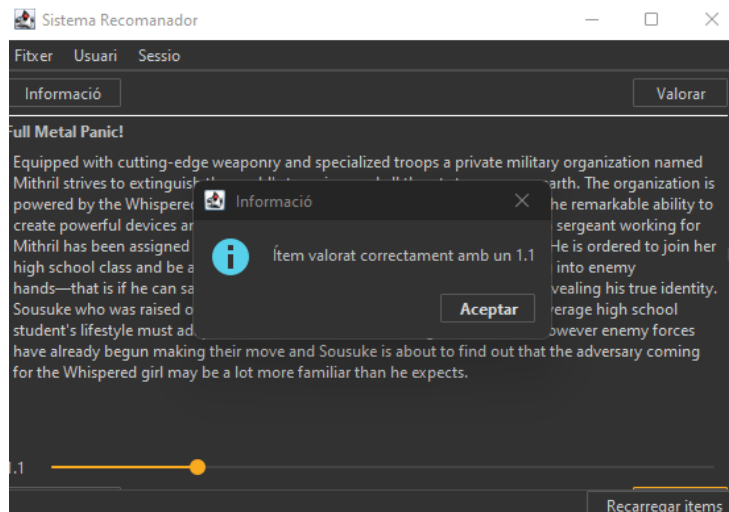 Sistema Recomanador
Fitxer Usuari Sessio
Informació Valorar
Full Metal Panic!
Equipped with cutting-edge weaponry and specialized troops a private military organization named
Mithril strives to extinguish earth. The organization is
powered by the Whispered he remarkable ability to
create powerful devices sergeant working for
Mithril has been assigned He is ordered to join her
high school class and be a into enemy
hands—that is if he can vealing his true identity.
Sousuke who was raised verage high school
student's lifestyle must owever enemy forces
have already begun making their move and Sousuke is about to find out that the adversary coming
for the Whispered girl may be a lot more familiar than he expects.
Informació
Ítem valorat correctament amb un 1.1
Aceptar
1.1
Recarregar items